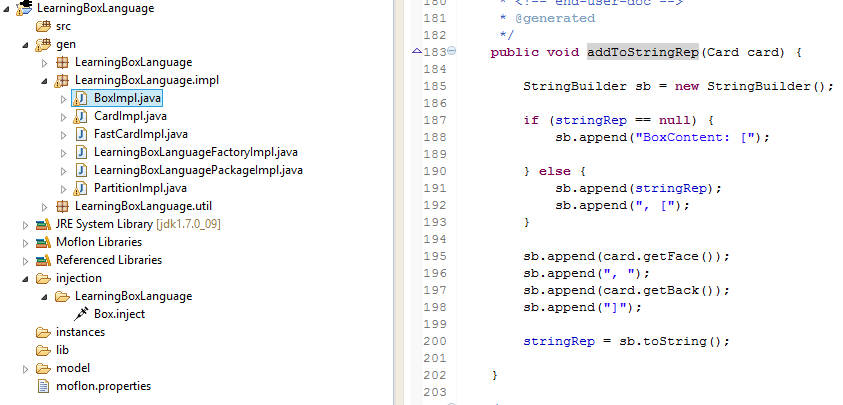 LearningBoxLanguage
src
gen
LearningBoxLanguage
LearningBoxLanguage.impl
BoxImpl.java
CardImpl.java
FastCardImpl.java
LearningBoxLanguageFactoryImpl.java
LearningBoxLanguagePackageImpl.java
PartitionImpl.java
LearningBoxLanguage.util
JRE System Library [jdk1.7.0_09]
Moflon Libraries
Referenced Libraries
injection
LearningBoxLanguage
Box.inject
instances
lib
model
moflon.properties
180
181 * <!-- end-user-doc -->
182 * @generated
 */
183 public void addToStringRep(Card card) {
184
185 StringBuilder sb = new StringBuilder();
186
187 if (stringRep == null) {
188 sb.append("BoxContent: [");
189
190 } else {
191 sb.append(stringRep);
192 sb.append(", [");
193 }
194
195 sb.append(card.getFace());
196 sb.append(", ");
197 sb.append(card.getBack());
198 sb.append("]");
199
200 stringRep = sb.toString();
201
202 }
203